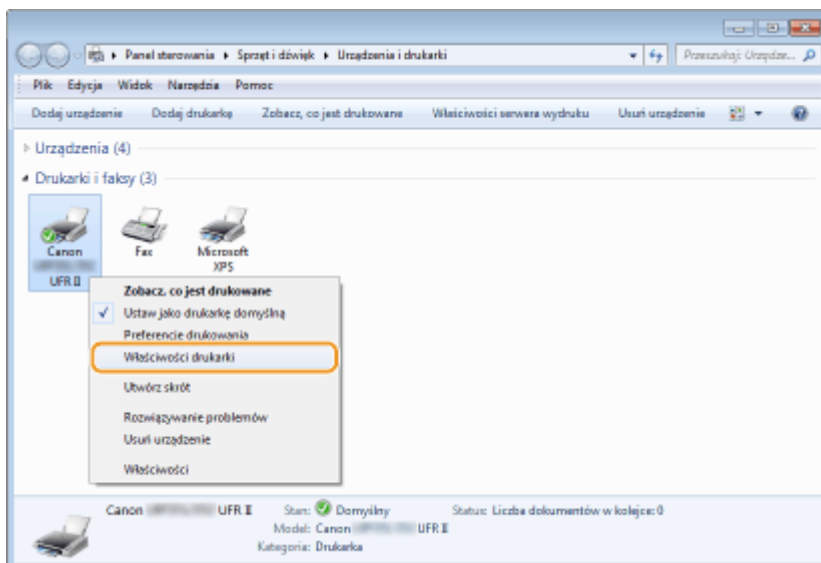 Panel sterowania ▸ Sprzęt i dźwięk ▸ Urządzenia i drukarki
Przeszukaj: Urządze...
Plik Edycja Widok Narzędzia Pomoc
Dodaj urządzenie Dodaj drukarkę Zobacz, co jest drukowane Właściwości serwera wydruku Usuń urządzenie
Urządzenia (4)
Drukarki i faksy (3)
Canon
UFR II
Fax
Microsoft
XPS
Zobacz, co jest drukowane
Ustaw jako drukarkę domyślną
Preferencje drukowania
Właściwości drukarki
Utwórz skrót
Rozwiązywanie problemów
Usuń urządzenie
Właściwości
Canon UFR II Stan: Domyślny Status: Liczba dokumentów w kolejce: 0
Model: Canon UFR II
Kategoria: Drukarka